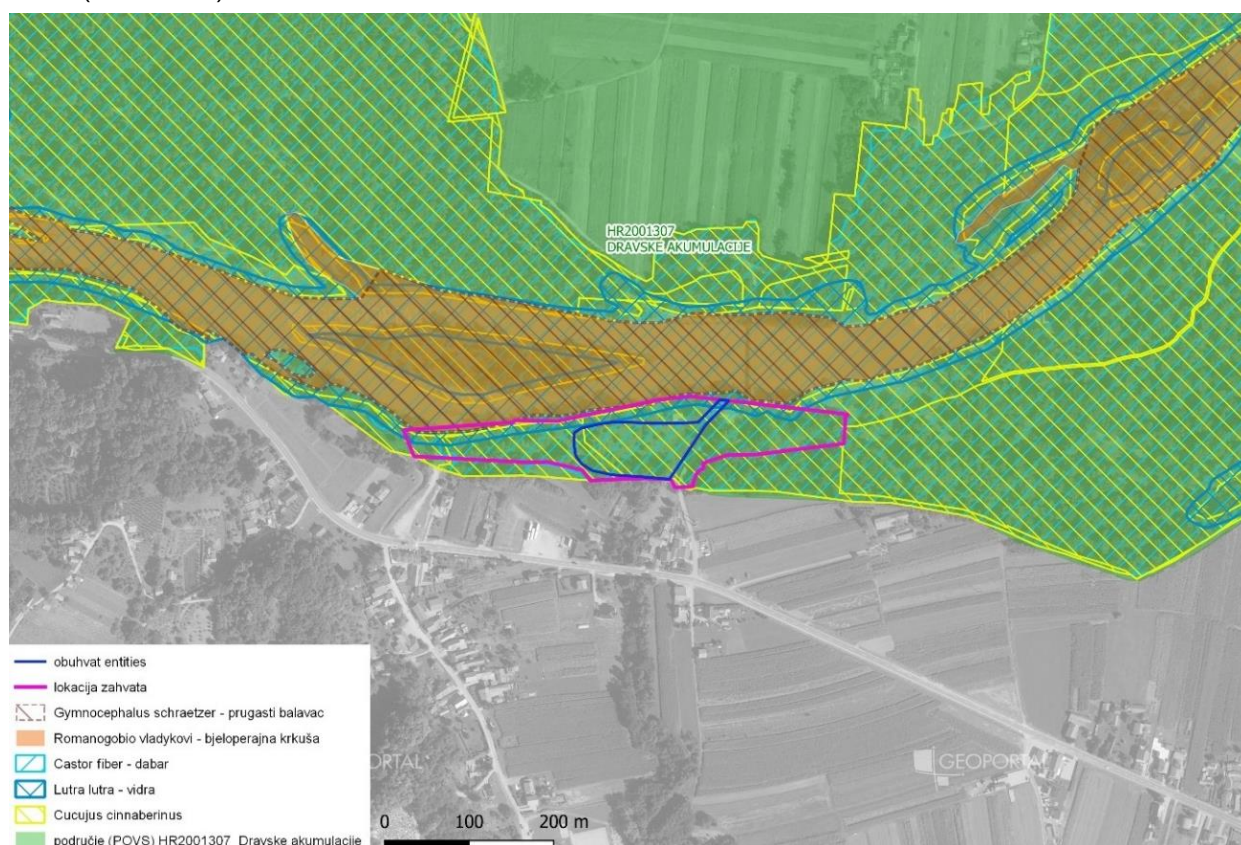 HR2001307
DRAVSKE AKUMULACIJE
obuhvat entities
lokacija zahvata
Gymnocephalus schraetzer - prugasti balavac
Romanogobio vladykovi - bjeloperajna krkuša
Castor fiber - dabar
Lutra lutra - vidra
Cucujus cinnaberinus
područje (POVS) HR2001307 Dravske akumulacije
PORTAL
GEOPORTAL
0 100 200 m